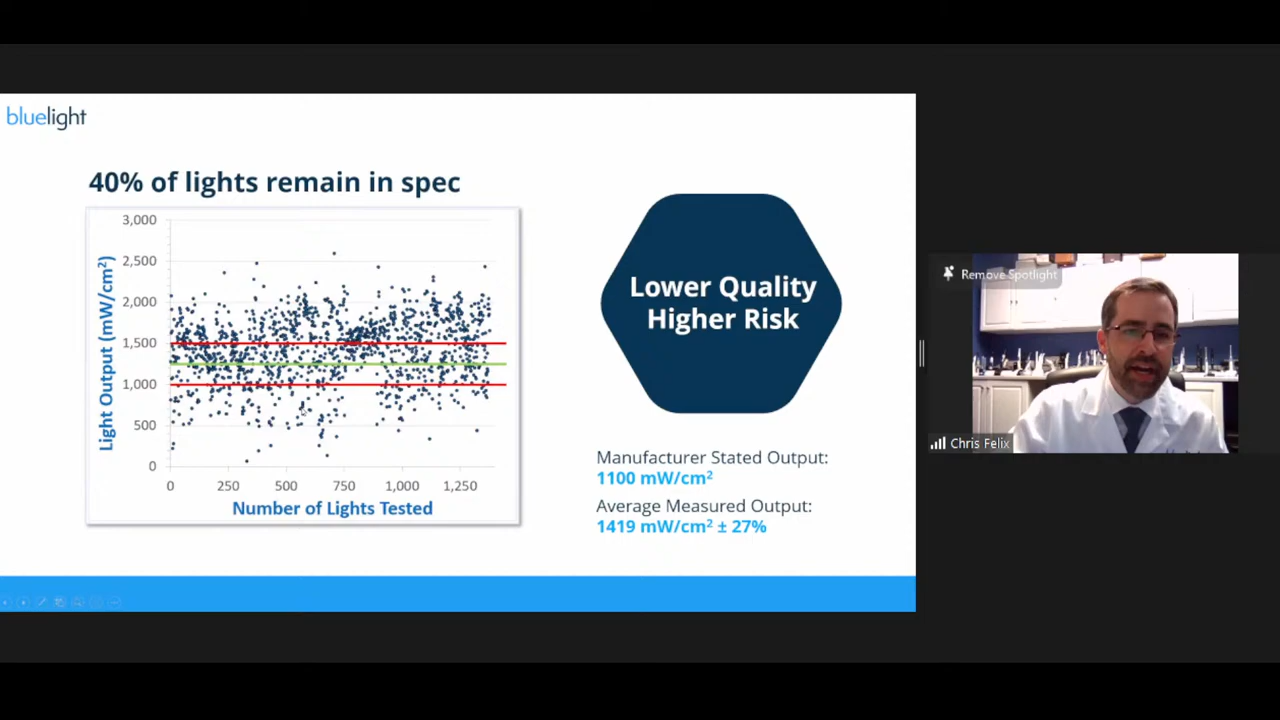 bluelight
40% of lights remain in spec
3,000
2,500
2,000
1,500
1,000
500
0
Light Output (mW/cm²)
0 250 500 750 1,000 1,250
Number of Lights Tested
Lower Quality
Higher Risk
Manufacturer Stated Output:
1100 mW/cm²
Average Measured Output:
1419 mW/cm² ± 27%
Remove Spotlight
Chris Felix